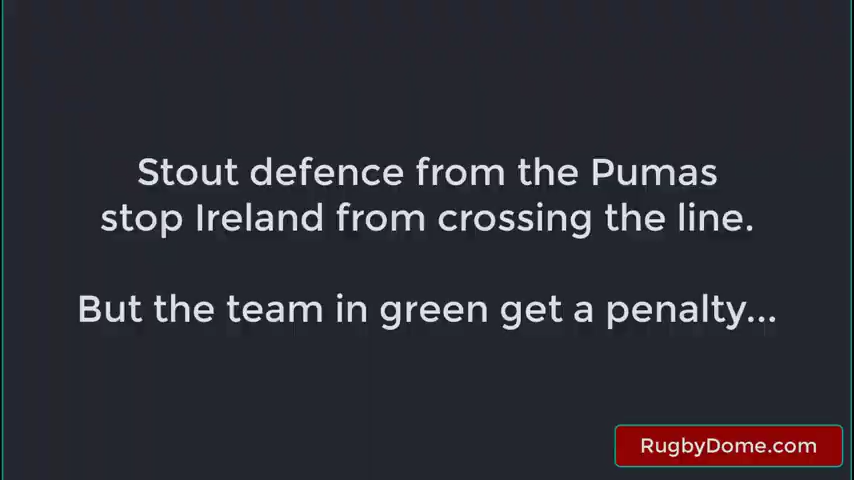 Stout defence from the Pumas
stop Ireland from crossing the line.
But the team in green get a penalty...
RugbyDome.com